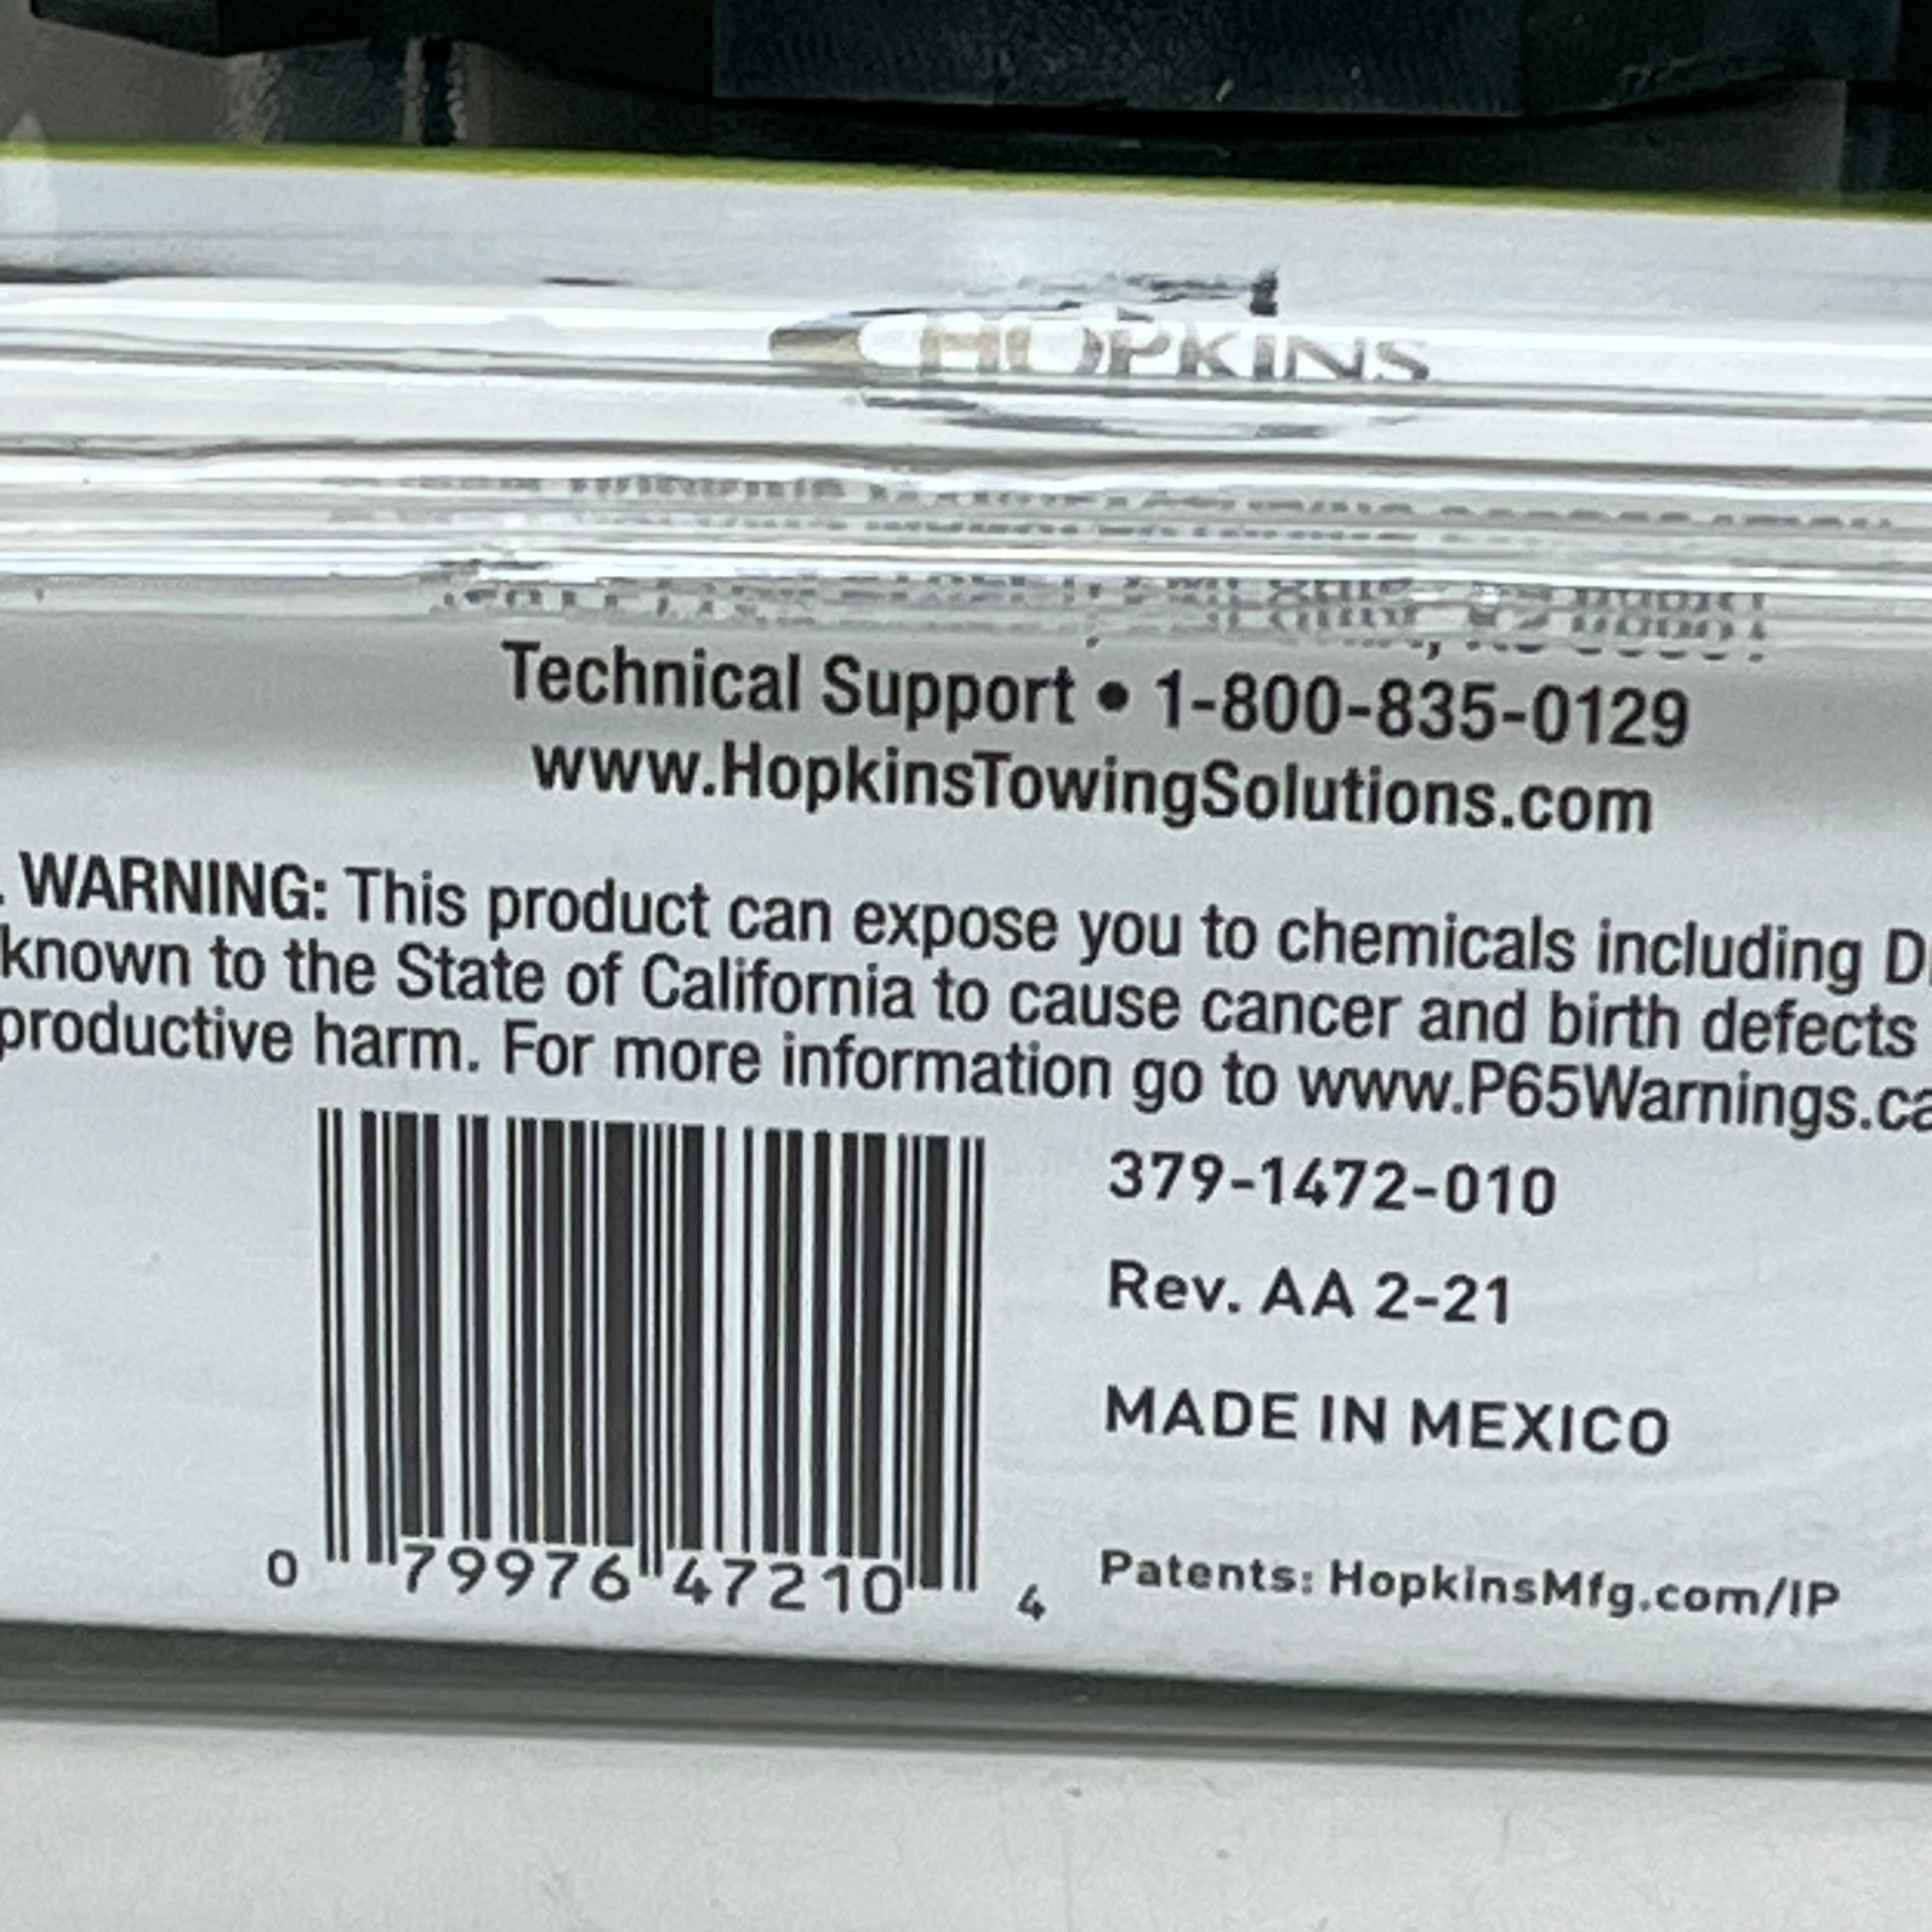 HOPKINS
Technical Support • 1-800-835-0129
www.HopkinsTowingSolutions.com
WARNING: This product can expose you to chemicals including
known to the State of California to cause cancer and birth defects
productive harm. For more information go to www.P65Warnings.ca
379-1472-010
Rev. AA 2-21
MADE IN MEXICO
Patents: HopkinsMfg.com/IP
0 79976 47210 4